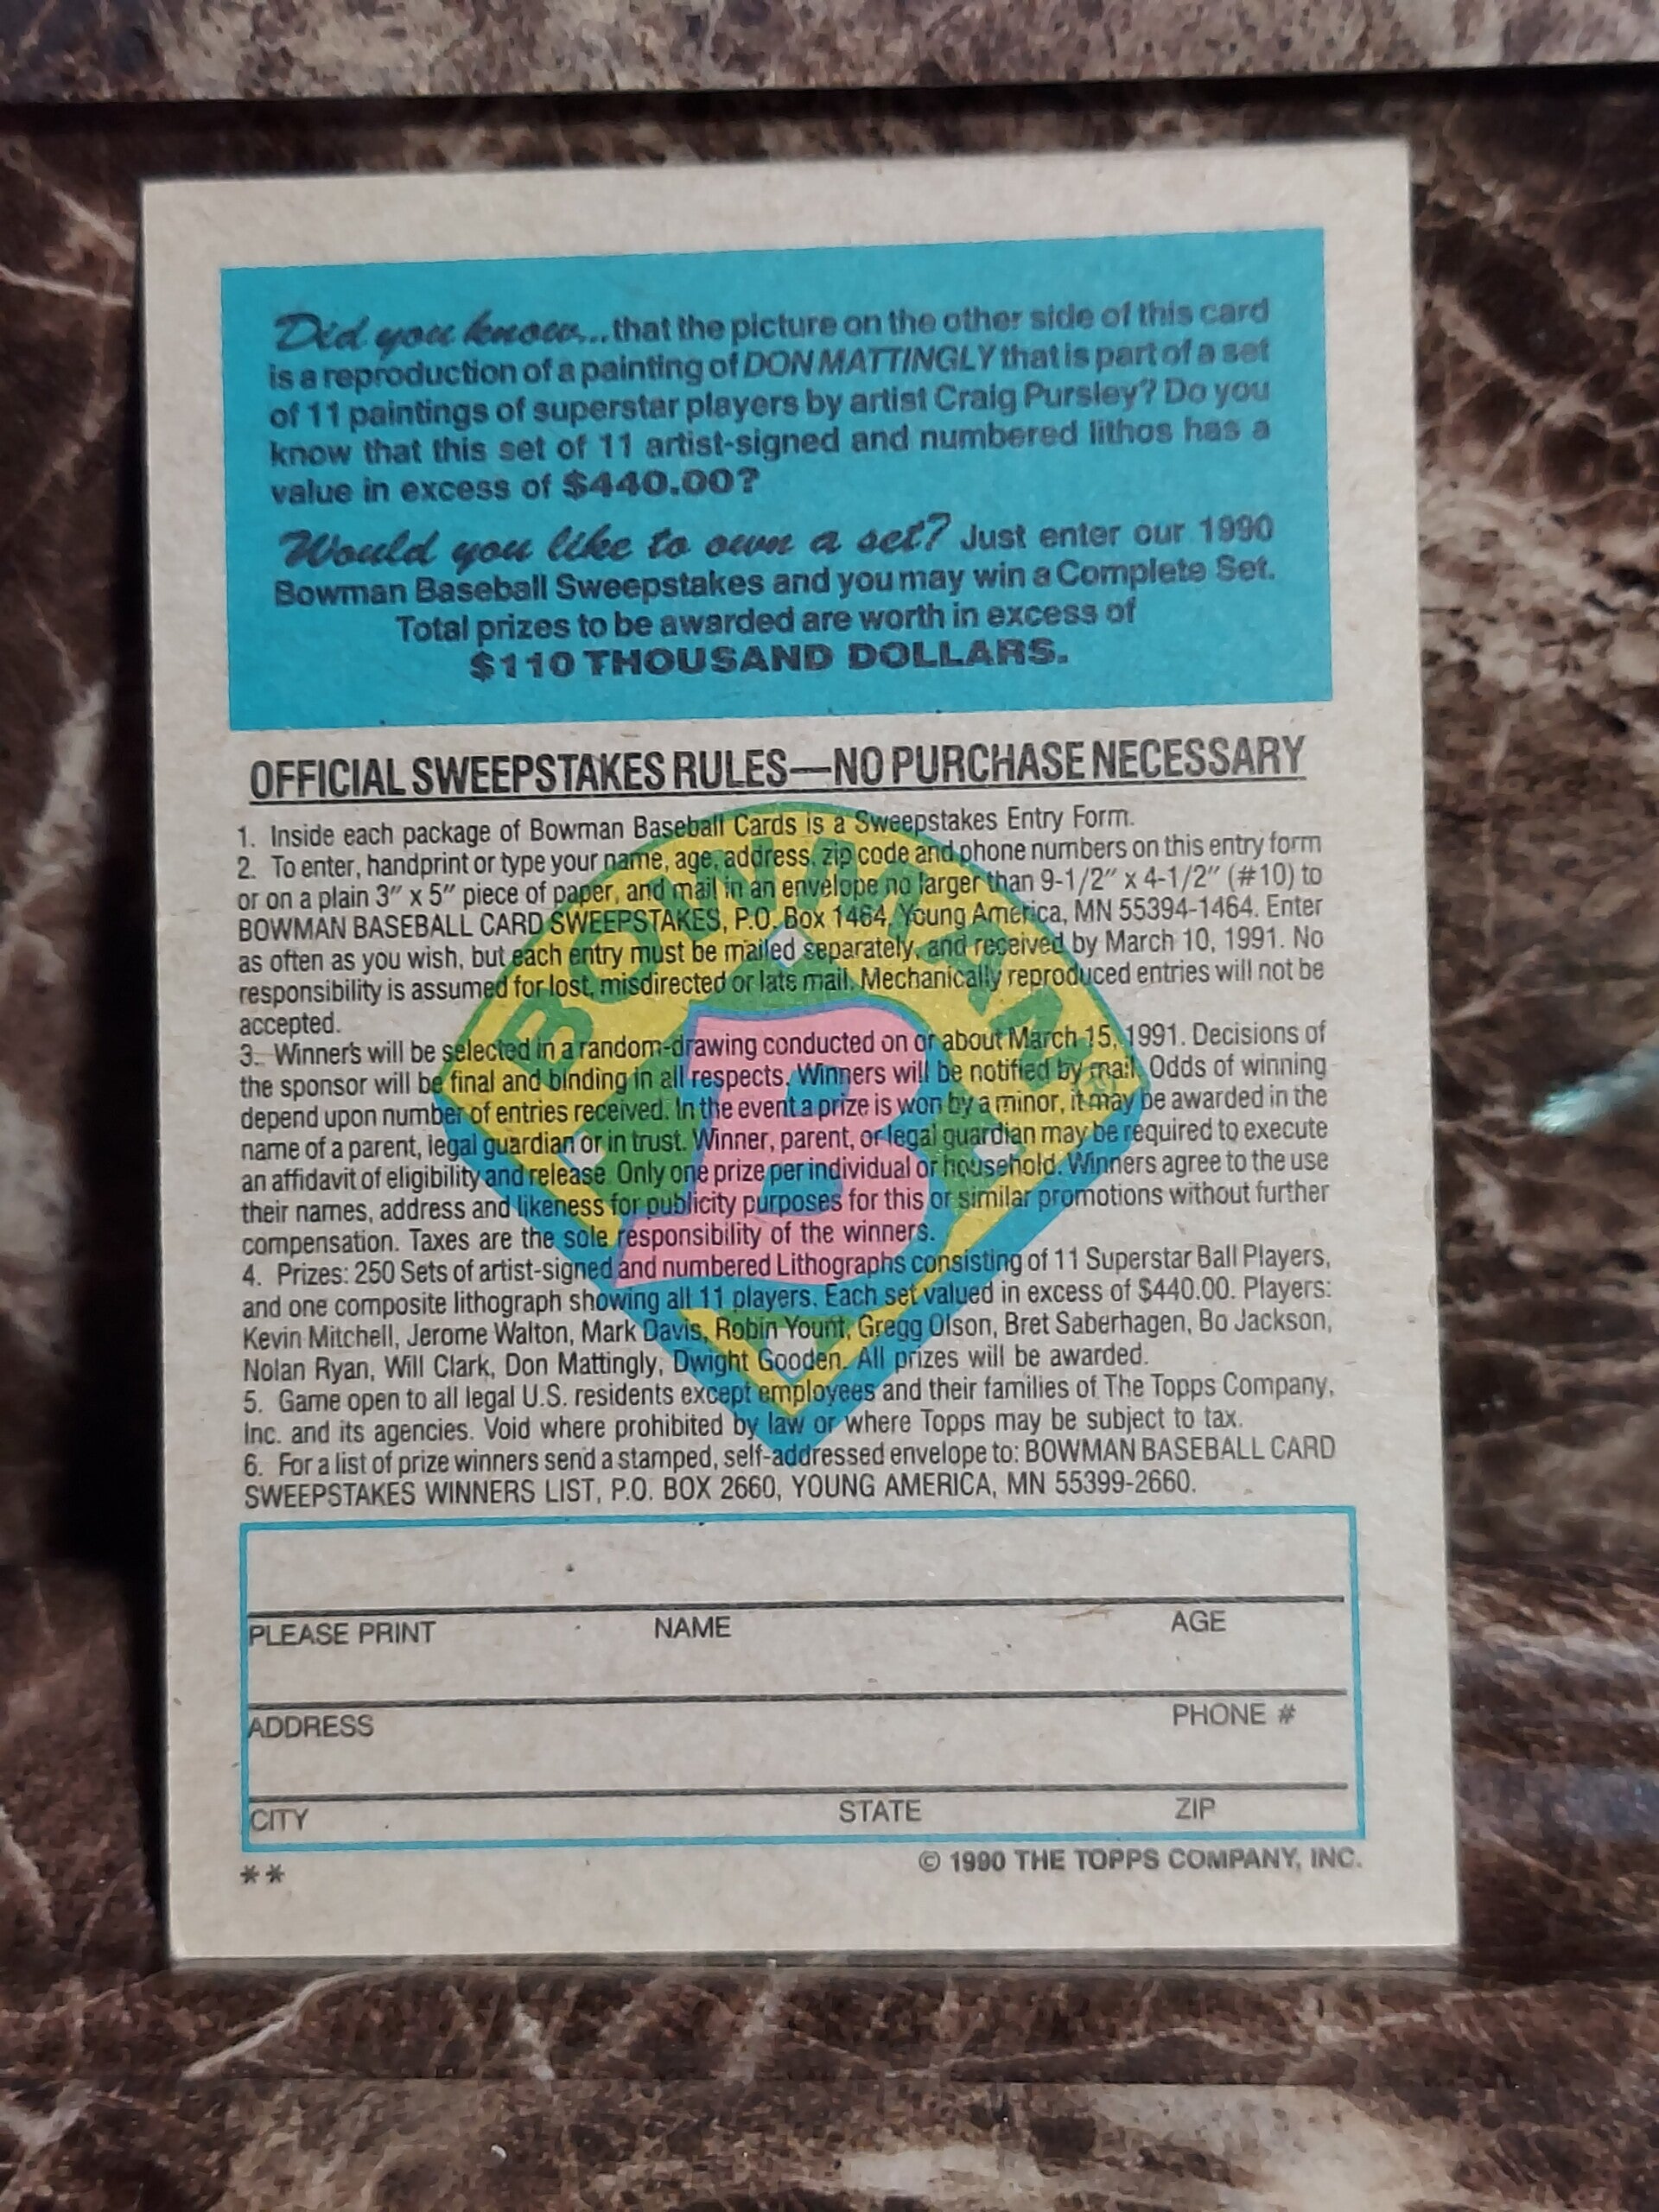 Did you know...that the picture on the other side of this card
is a reproduction of a painting of DON MATTINGLY that is part of a set
of 11 paintings of superstar players by artist Craig Pursley? Do you
know that this set of 11 artist-signed and numbered lithos has a
value in excess of $440.00?
Would you like to own a set? Just enter our 1990
Bowman Baseball Sweepstakes and you may win a Complete Set.
Total prizes to be awarded are worth in excess of
$110 THOUSAND DOLLARS.
OFFICIAL SWEEPSTAKES RULES—NO PURCHASE NECESSARY
BOWMAN®
B
1. Inside each package of Bowman Baseball Cards is a Sweepstakes Entry Form.
2. To enter, handprint or type your name, age, address, zip code and phone numbers on this entry form
or on a plain 3″ x 5″ piece of paper, and mail in an envelope no larger than 9-1/2″ x 4-1/2″ (#10) to
BOWMAN BASEBALL CARD SWEEPSTAKES, P.O. Box 1464, Young America, MN 55394-1464. Enter
as often as you wish, but each entry must be mailed separately, and received by March 10, 1991. No
responsibility is assumed for lost, misdirected or late mail. Mechanically reproduced entries will not be
accepted.
3. Winner's will be selected in a random-drawing conducted on or about March 15, 1991. Decisions of
the sponsor will be final and binding in all respects. Winners will be notified by mail. Odds of winning
depend upon number of entries received. In the event a prize is won by a minor, it may be awarded in the
name of a parent, legal guardian or in trust. Winner, parent, or legal guardian may be required to execute
an affidavit of eligibility and release. Only one prize per individual or household. Winners agree to the use
their names, address and likeness for publicity purposes for this or similar promotions without further
compensation. Taxes are the sole responsibility of the winners.
4. Prizes: 250 Sets of artist-signed and numbered Lithographs consisting of 11 Superstar Ball Players,
and one composite lithograph showing all 11 players. Each set valued in excess of $440.00. Players:
Kevin Mitchell, Jerome Walton, Mark Davis, Robin Yount, Gregg Olson, Bret Saberhagen, Bo Jackson,
Nolan Ryan, Will Clark, Don Mattingly, Dwight Gooden. All prizes will be awarded.
5. Game open to all legal U.S. residents except employees and their families of The Topps Company,
Inc. and its agencies. Void where prohibited by law or where Topps may be subject to tax.
6. For a list of prize winners send a stamped, self-addressed envelope to: BOWMAN BASEBALL CARD
SWEEPSTAKES WINNERS LIST, P.O. BOX 2660, YOUNG AMERICA, MN 55399-2660.
PLEASE PRINT NAME AGE
ADDRESS PHONE #
CITY STATE ZIP
** © 1990 THE TOPPS COMPANY, INC.